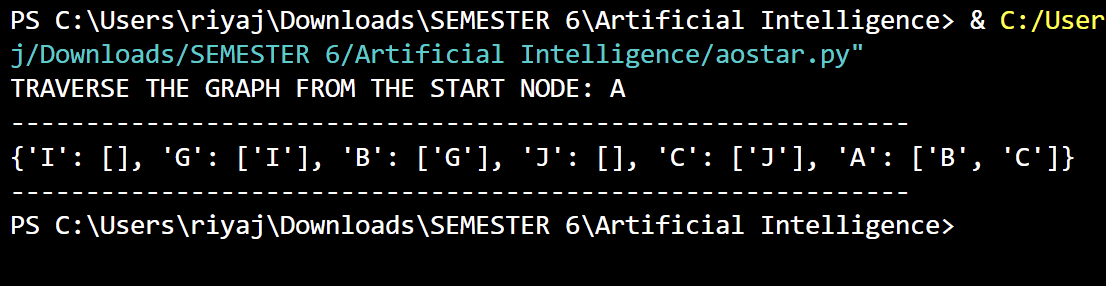 PS C:\Users\riyaj\Downloads\SEMESTER 6\Artificial Intelligence> & C:/User
j/Downloads/SEMESTER 6/Artificial Intelligence/aostar.py"
TRAVERSE THE GRAPH FROM THE START NODE: A
------------------------------------------------------------
{'I': [], 'G': ['I'], 'B': ['G'], 'J': [], 'C': ['J'], 'A': ['B', 'C']}
------------------------------------------------------------
PS C:\Users\riyaj\Downloads\SEMESTER 6\Artificial Intelligence>